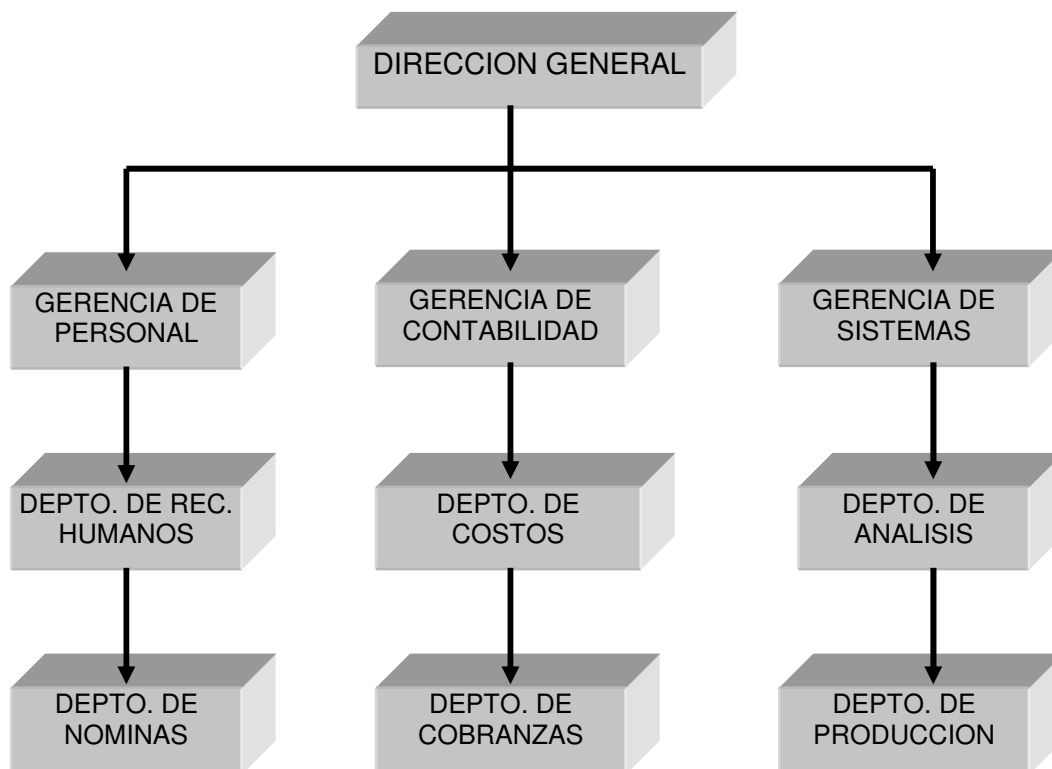 DIRECCION GENERAL
GERENCIA DE
PERSONAL
GERENCIA DE
CONTABILIDAD
GERENCIA DE
SISTEMAS
DEPTO. DE REC.
HUMANOS
DEPTO. DE
COSTOS
DEPTO. DE
ANALISIS
DEPTO. DE
NOMINAS
DEPTO. DE
COBRANZAS
DEPTO. DE
PRODUCCION